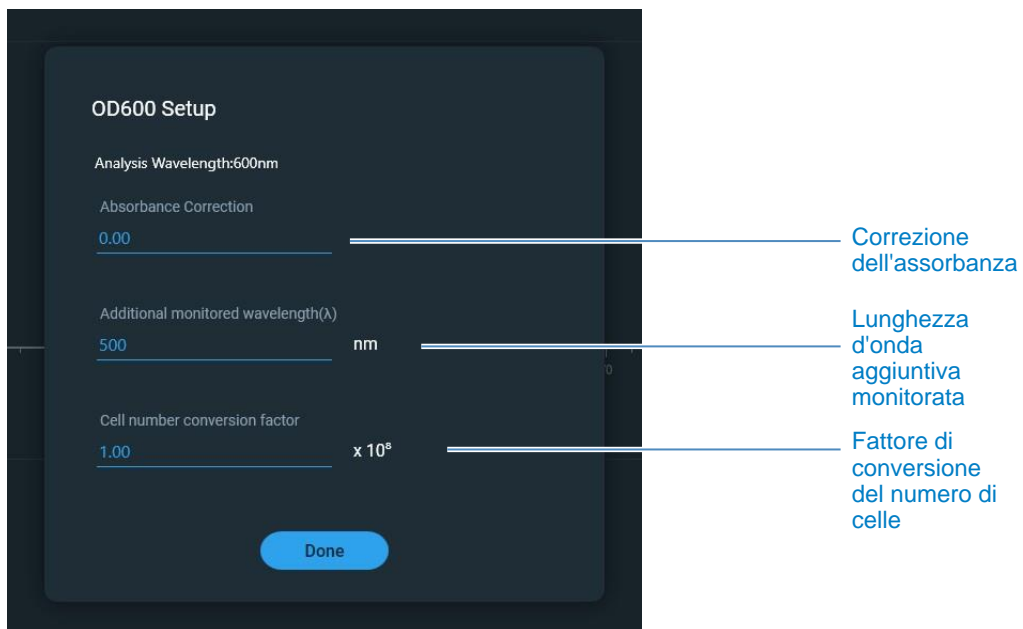 OD600 Setup
Analysis Wavelength:600nm
Absorbance Correction
0.00
Correzione
dell'assorbanza
Additional monitored wavelength(λ)
500 nm
Lunghezza
d'onda
aggiuntiva
monitorata
Cell number conversion factor
1.00 x 10⁸
Fattore di
conversione
del numero di
celle
Done